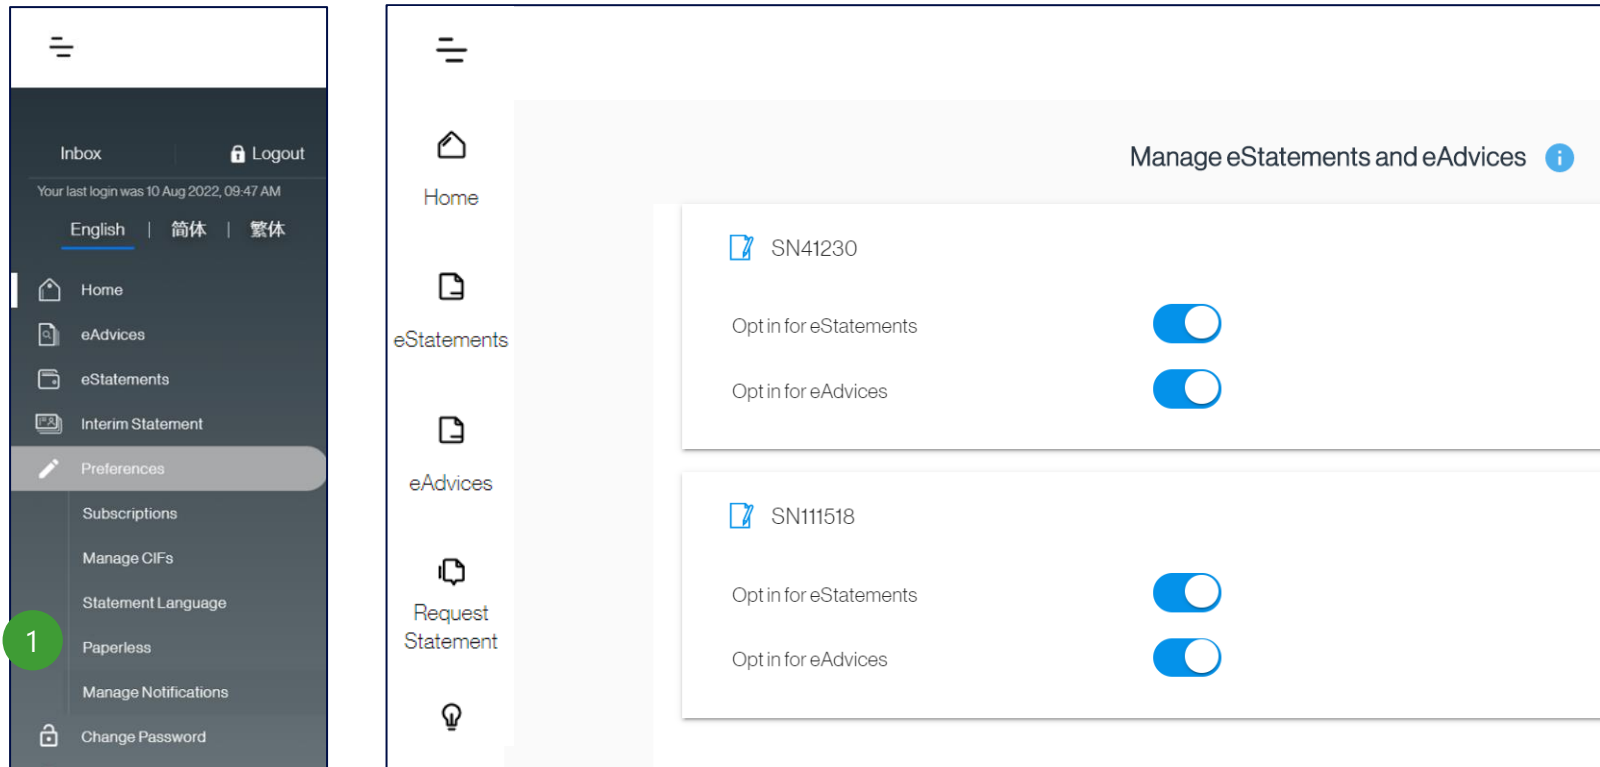 Inbox
Logout
Your last login was 10 Aug 2022, 09:47 AM
English | 简体 | 繁体
Home
eAdvices
eStatements
Interim Statement
Preferences
Subscriptions
Manage CIFs
Statement Language
1
Paperless
Manage Notifications
Change Password
Home
eStatements
eAdvices
Request
Statement
Manage eStatements and eAdvices
SN41230
Opt in for eStatements
Opt in for eAdvices
SN111518
Opt in for eStatements
Opt in for eAdvices